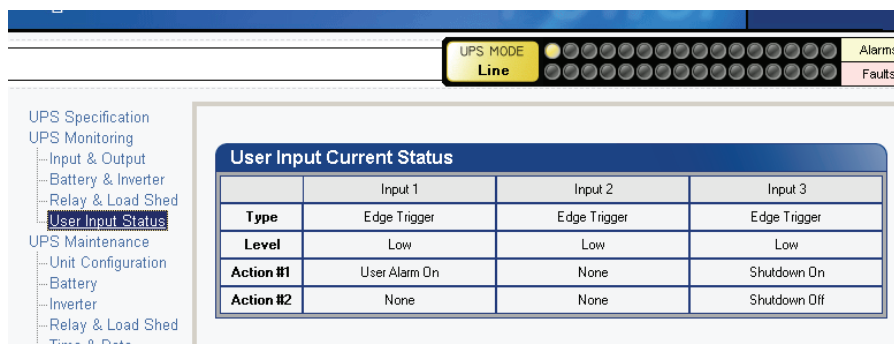 UPS MODE
Line
Alarms
Faults
UPS Specification
UPS Monitoring
Input & Output
Battery & Inverter
Relay & Load Shed
User Input Status
UPS Maintenance
Unit Configuration
Battery
Inverter
Relay & Load Shed
Time & Date
User Input Current Status
Input 1 Input 2 Input 3
Type Edge Trigger Edge Trigger Edge Trigger
Level Low Low Low
Action #1 User Alarm On None Shutdown On
Action #2 None None Shutdown Off